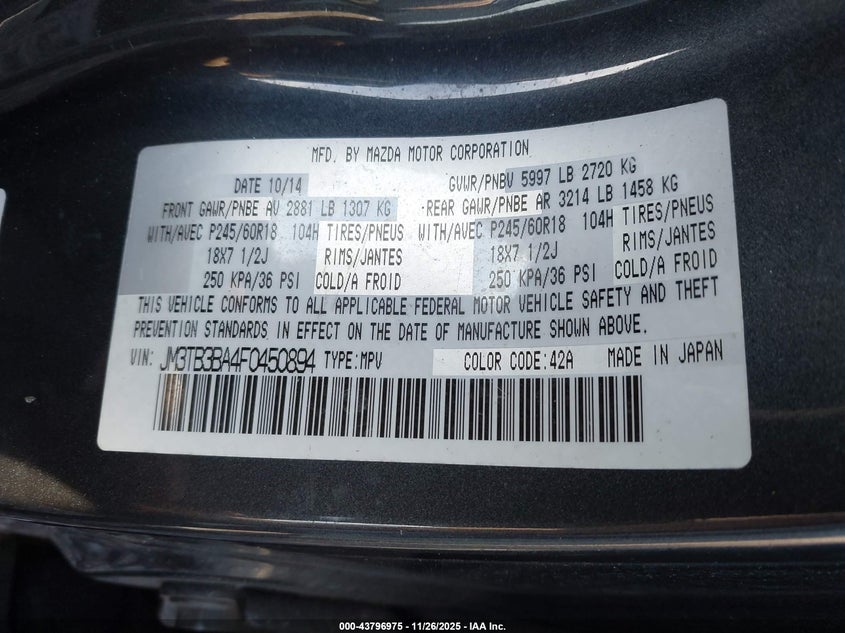 MFD. BY MAZDA MOTOR CORPORATION
DATE 10/14 GVWR/PNBV 5997 LB 2720 KG
FRONT GAWR/PNBE AV 2881 LB 1307 KG REAR GAWR/PNBE AR 3214 LB 1458 KG
WITH/AVEC P245/60R18 104H TIRES/PNEUS WITH/AVEC P245/60R18 104H TIRES/PNEUS
18X7 1/2J RIMS/JANTES 18X7 1/2J RIMS/JANTES
250 KPA/36 PSI COLD/A FROID 250 KPA/36 PSI COLD/A FROID
THIS VEHICLE CONFORMS TO ALL APPLICABLE FEDERAL MOTOR VEHICLE SAFETY AND THEFT
PREVENTION STANDARDS IN EFFECT ON THE DATE OF MANUFACTURE SHOWN ABOVE.
VIN: JM3TB3BA4F0450894 TYPE:MPV COLOR CODE:42A MADE IN JAPAN
000-43796975 - 11/26/2025 - IAA Inc.